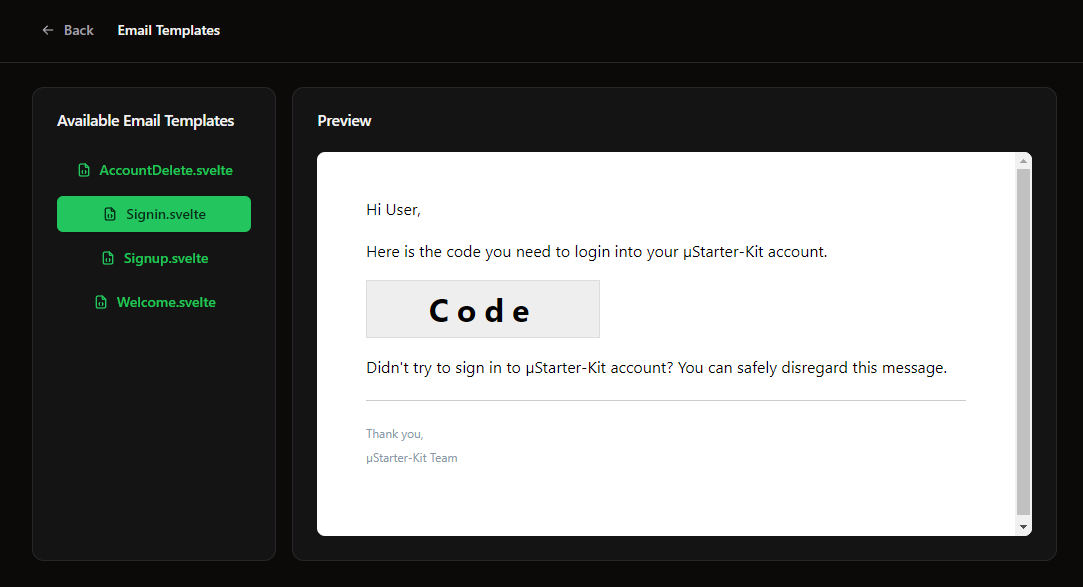 Back
Email Templates
Available Email Templates
AccountDelete.svelte
Signin.svelte
Signup.svelte
Welcome.svelte
Preview
Hi User,
Here is the code you need to login into your µStarter-Kit account.
Code
Didn't try to sign in to µStarter-Kit account? You can safely disregard this message.
Thank you,
µStarter-Kit Team